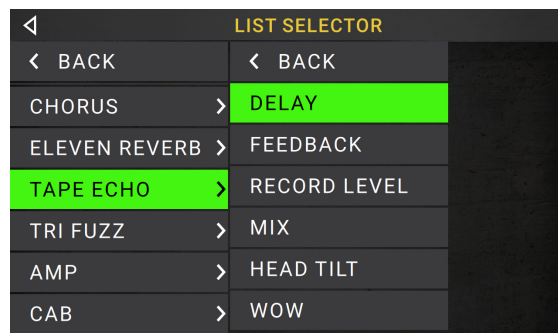 LIST SELECTOR
BACK
CHORUS
ELEVEN REVERB
TAPE ECHO
TRI FUZZ
AMP
CAB
BACK
DELAY
FEEDBACK
RECORD LEVEL
MIX
HEAD TILT
WOW